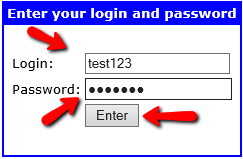 Enter your login and password
Login: test123
Password: ●●●●●●●
Enter